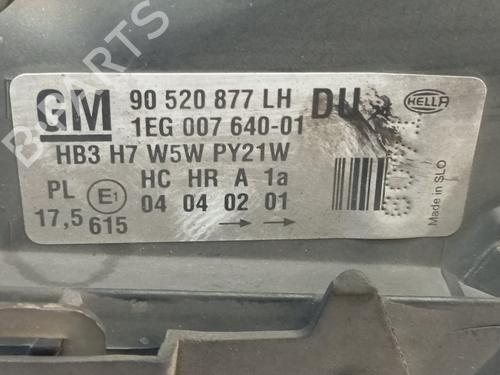 GM 90 520 877 LH DU HELLA
1EG 007 640-01
HB3 H7 W5W PY21W
HC HR A 1a
PL E1 04 04 02 01
17,5 615
Made in SLO
B-PARTS